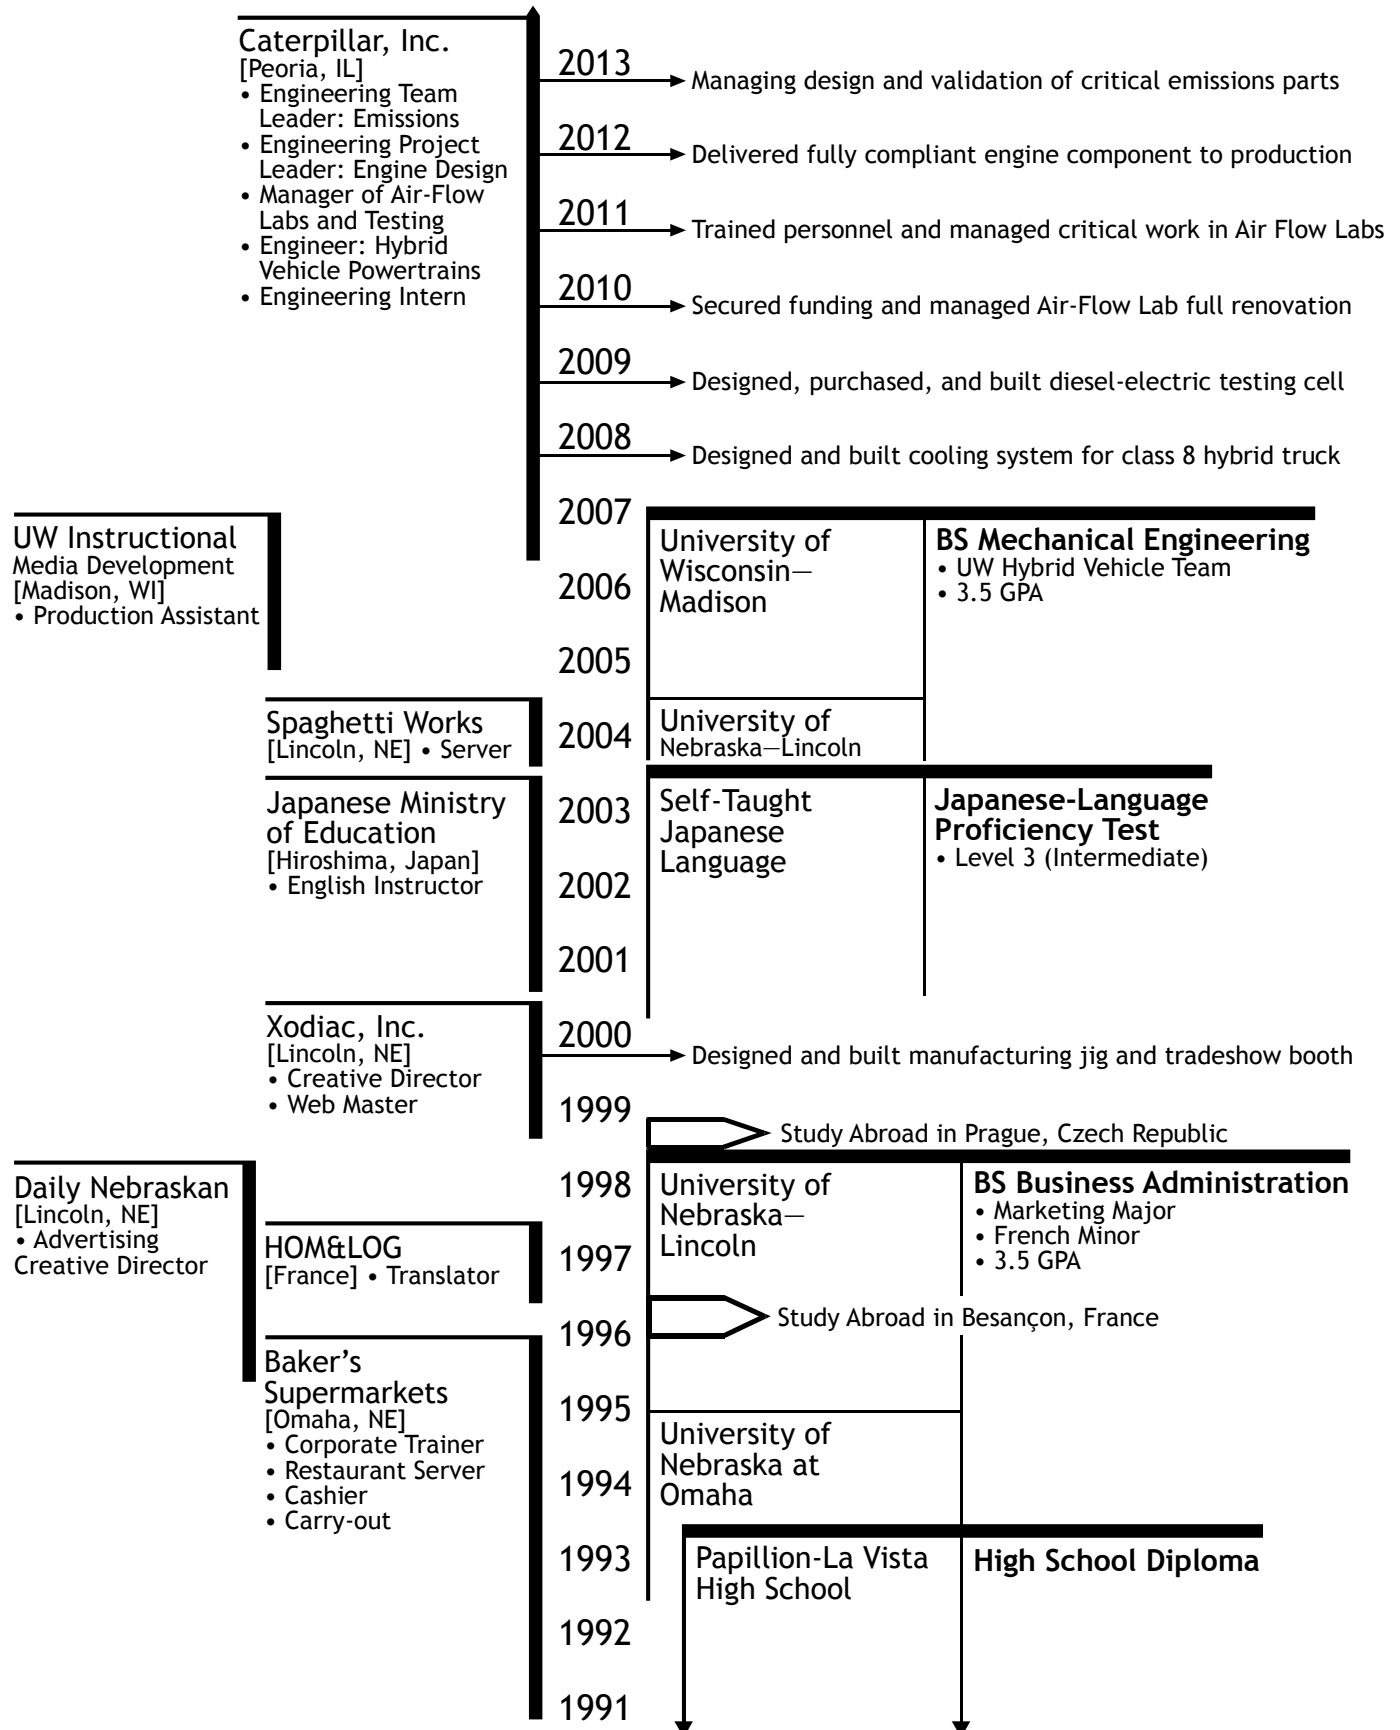 Caterpillar, Inc.
[Peoria, IL]
• Engineering Team
Leader: Emissions
• Engineering Project
Leader: Engine Design
• Manager of Air-Flow
Labs and Testing
• Engineer: Hybrid
Vehicle Powertrains
• Engineering Intern
2013
Managing design and validation of critical emissions parts
2012
Delivered fully compliant engine component to production
2011
Trained personnel and managed critical work in Air Flow Labs
2010
Secured funding and managed Air-Flow Lab full renovation
2009
Designed, purchased, and built diesel-electric testing cell
2008
Designed and built cooling system for class 8 hybrid truck
2007
UW Instructional
Media Development
[Madison, WI]
• Production Assistant
University of
Wisconsin—
Madison
BS Mechanical Engineering
• UW Hybrid Vehicle Team
• 3.5 GPA
2006
2005
Spaghetti Works
[Lincoln, NE] • Server
2004
University of
Nebraska—Lincoln
Japanese Ministry
of Education
[Hiroshima, Japan]
• English Instructor
2003
Self-Taught
Japanese
Language
Japanese-Language
Proficiency Test
• Level 3 (Intermediate)
2002
2001
Xodiac, Inc.
[Lincoln, NE]
• Creative Director
• Web Master
2000
Designed and built manufacturing jig and tradeshow booth
1999
Study Abroad in Prague, Czech Republic
Daily Nebraskan
[Lincoln, NE]
• Advertising
Creative Director
1998
University of
Nebraska—
Lincoln
BS Business Administration
• Marketing Major
• French Minor
• 3.5 GPA
HOM&LOG
[France] • Translator
1997
Study Abroad in Besançon, France
1996
Baker's
Supermarkets
[Omaha, NE]
• Corporate Trainer
• Restaurant Server
• Cashier
• Carry-out
1995
University of
Nebraska at
Omaha
1994
1993
Papillion-La Vista
High School
High School Diploma
1992
1991